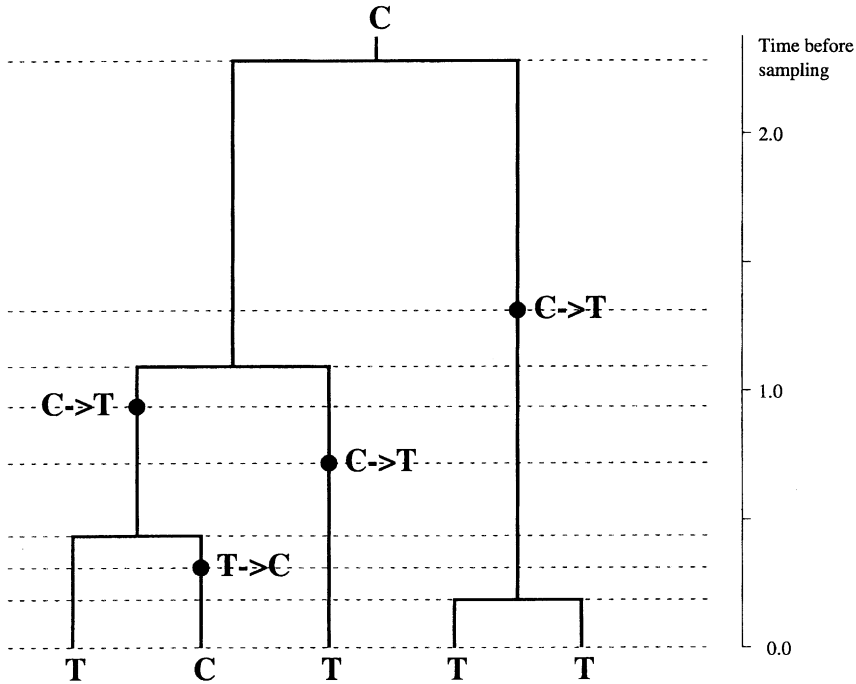 C
Time before
sampling
2.0
C->T
1.0
C->T
C->T
T->C
0.0
T C T T T